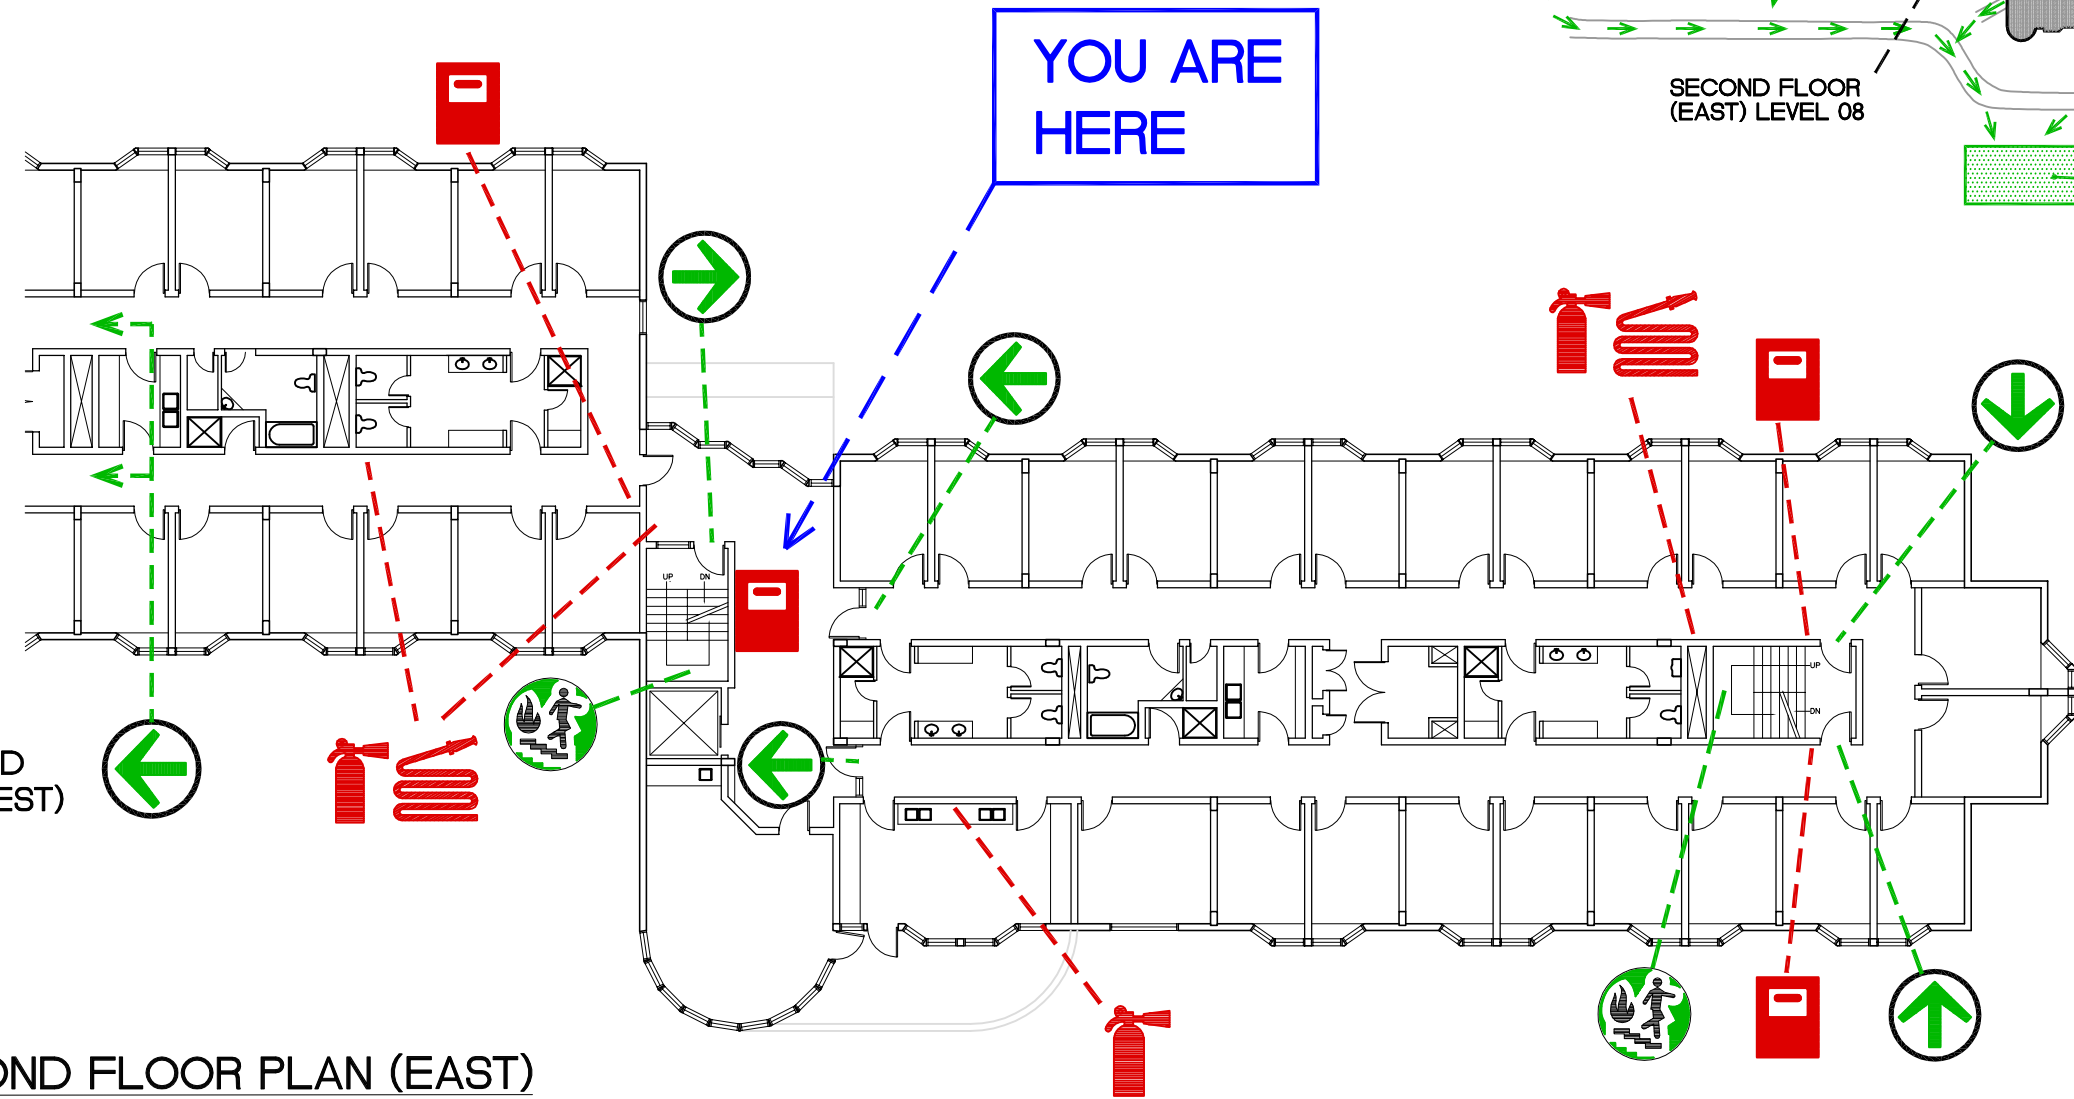 YOU ARE
HERE
SECOND FLOOR
(EAST) LEVEL 08
UP DN
UP
DN
D
EST)
OND FLOOR PLAN (EAST)